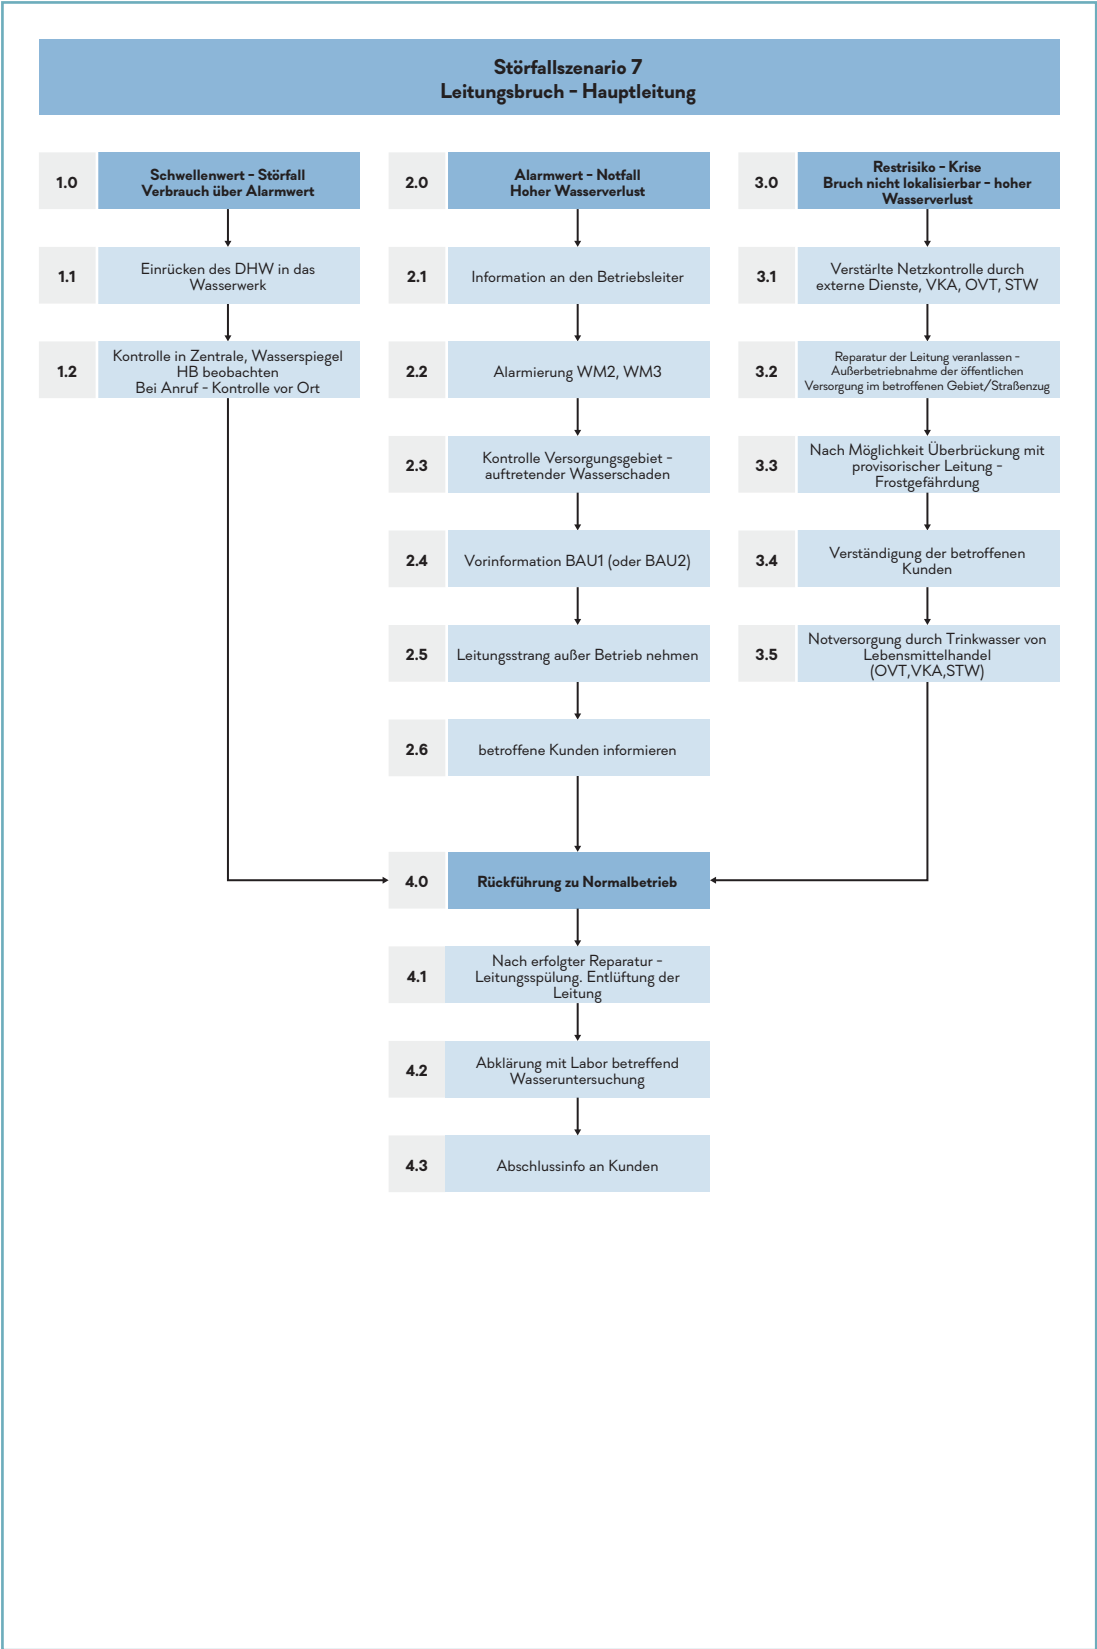 Störfallszenario 7
Leitungsbruch – Hauptleitung
1.0
Schwellenwert – Störfall
Verbrauch über Alarmwert
1.1
Einrücken des DHW in das
Wasserwerk
1.2
Kontrolle in Zentrale, Wasserspiegel
HB beobachten
Bei Anruf – Kontrolle vor Ort
2.0
Alarmwert – Notfall
Hoher Wasserverlust
2.1
Information an den Betriebsleiter
2.2
Alarmierung WM2, WM3
2.3
Kontrolle Versorgungsgebiet –
auftretender Wasserschaden
2.4
Vorinformation BAU1 (oder BAU2)
2.5
Leitungsstrang außer Betrieb nehmen
2.6
betroffene Kunden informieren
3.0
Restrisiko – Krise
Bruch nicht lokalisierbar – hoher
Wasserverlust
3.1
Verstärlte Netzkontrolle durch
externe Dienste, VKA, OVT, STW
3.2
Reparatur der Leitung veranlassen –
Außerbetriebnahme der öffentlichen
Versorgung im betroffenen Gebiet/Straßenzug
3.3
Nach Möglichkeit Überbrückung mit
provisorischer Leitung –
Frostgefährdung
3.4
Verständigung der betroffenen
Kunden
3.5
Notversorgung durch Trinkwasser von
Lebensmittelhandel
(OVT,VKA,STW)
4.0
Rückführung zu Normalbetrieb
4.1
Nach erfolgter Reparatur –
Leitungsspülung. Entlüftung der
Leitung
4.2
Abklärung mit Labor betreffend
Wasseruntersuchung
4.3
Abschlussinfo an Kunden